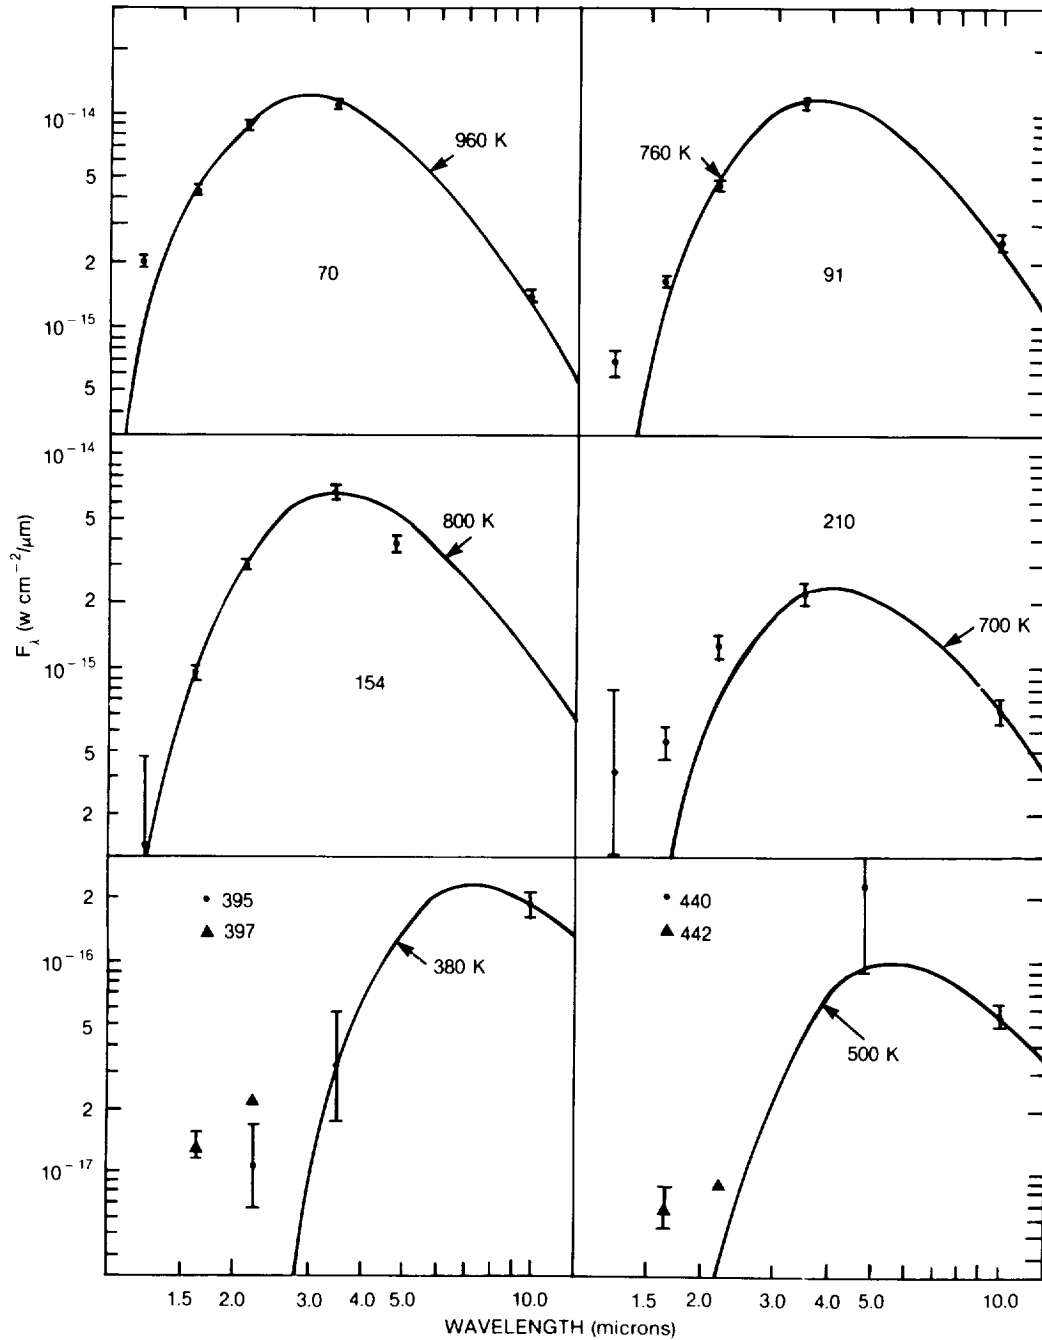 10⁻¹⁴
5
2
10⁻¹⁵
5
960 K
70
760 K
91
10⁻¹⁴
5
2
10⁻¹⁵
5
2
800 K
154
210
700 K
F_λ (w cm⁻²/μm)
2
10⁻¹⁶
5
2
10⁻¹⁷
• 395
▲ 397
380 K
• 440
▲ 442
500 K
1.5 2.0 3.0 4.0 5.0 10.0 1.5 2.0 3.0 4.0 5.0 10.0
WAVELENGTH (microns)